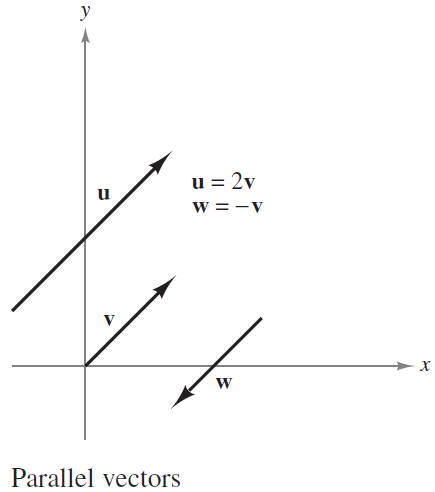 y
u
u = 2v
w = −v
v
x
w
Parallel vectors